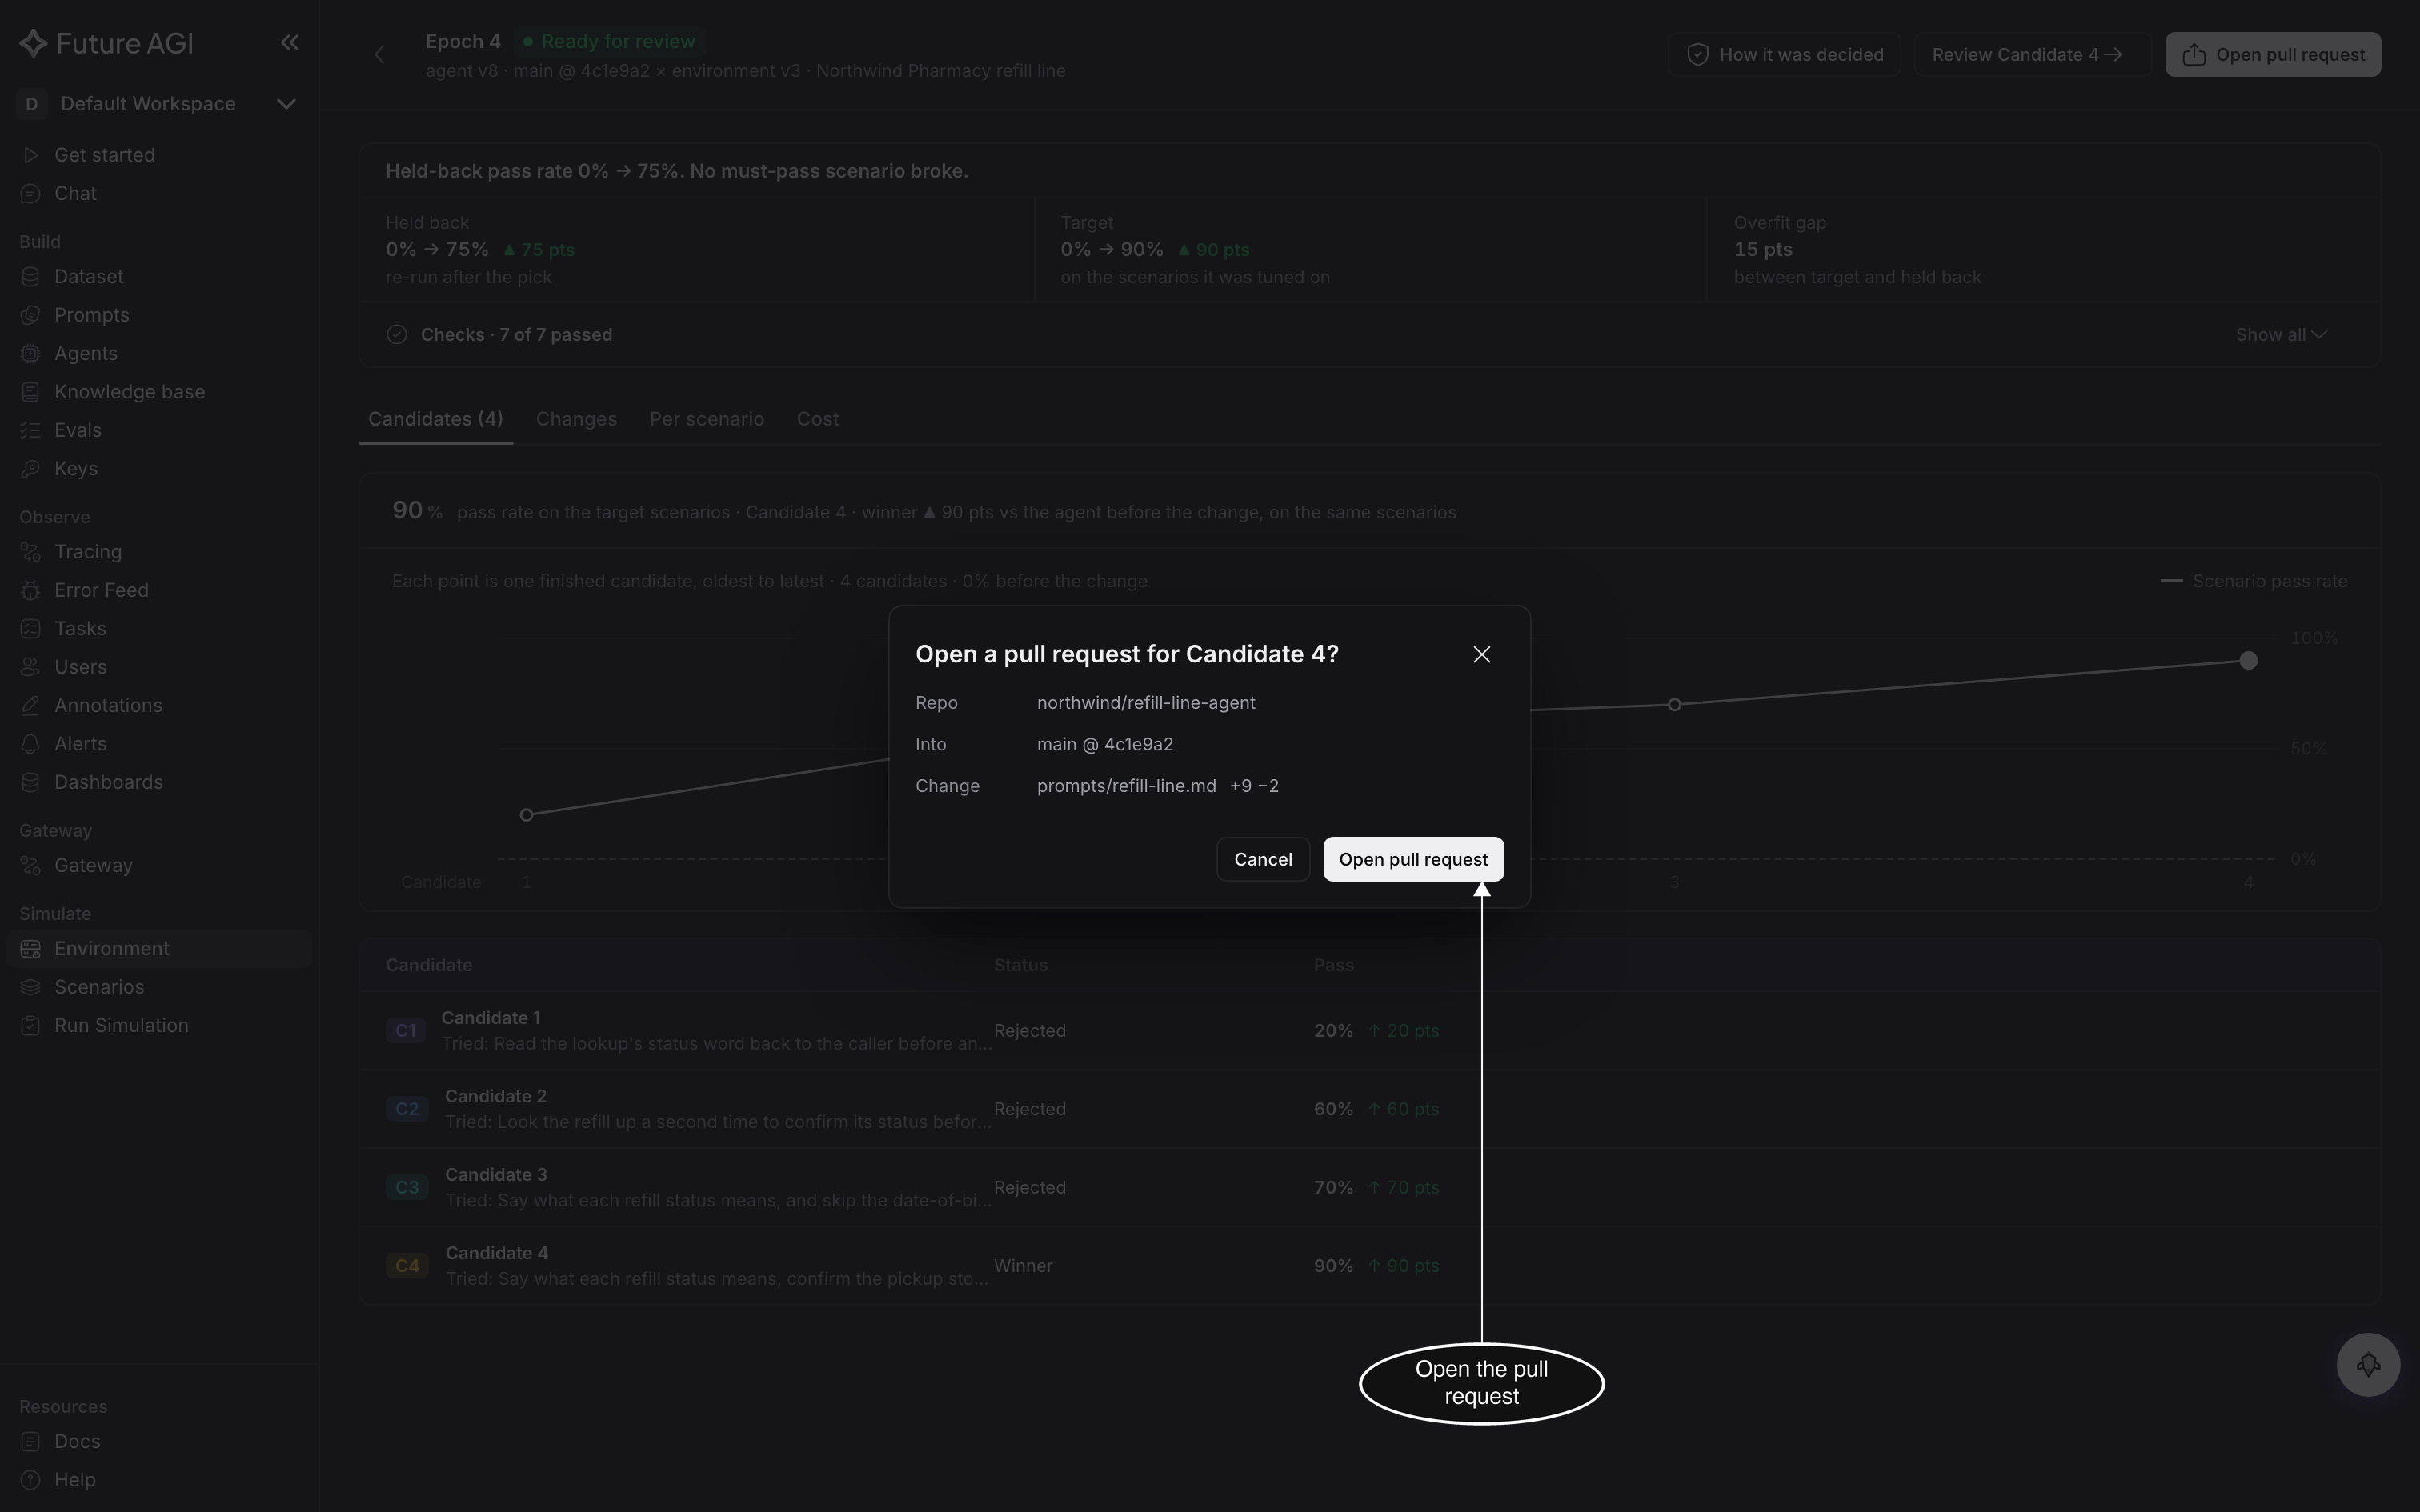 Future AGI
D Default Workspace
Get started
Chat
Build
Dataset
Prompts
Agents
Knowledge base
Evals
Keys
Observe
Tracing
Error Feed
Tasks
Users
Annotations
Alerts
Dashboards
Gateway
Gateway
Simulate
Environment
Scenarios
Run Simulation
Resources
Docs
Help
Epoch 4 Ready for review
agent v8 · main @ 4c1e9a2 × environment v3 · Northwind Pharmacy refill line
How it was decided
Review Candidate 4 →
Open pull request
Held-back pass rate 0% → 75%. No must-pass scenario broke.
Held back
0% → 75% ▲ 75 pts
re-run after the pick
Target
0% → 90% ▲ 90 pts
on the scenarios it was tuned on
Overfit gap
15 pts
between target and held back
Checks · 7 of 7 passed
Show all
Candidates (4) Changes Per scenario Cost
90 % pass rate on the target scenarios · Candidate 4 · winner ▲ 90 pts vs the agent before the change, on the same scenarios
Each point is one finished candidate, oldest to latest · 4 candidates · 0% before the change
Scenario pass rate
100%
50%
0%
Candidate 1 3 4
Open a pull request for Candidate 4?
Repo northwind/refill-line-agent
Into main @ 4c1e9a2
Change prompts/refill-line.md +9 −2
Cancel
Open pull request
Candidate Status Pass
C1 Candidate 1
Tried: Read the lookup's status word back to the caller before an...
Rejected 20% ↑ 20 pts
C2 Candidate 2
Tried: Look the refill up a second time to confirm its status befor...
Rejected 60% ↑ 60 pts
C3 Candidate 3
Tried: Say what each refill status means, and skip the date-of-bi...
Rejected 70% ↑ 70 pts
C4 Candidate 4
Tried: Say what each refill status means, confirm the pickup sto...
Winner 90% ↑ 90 pts
Open the pull
request